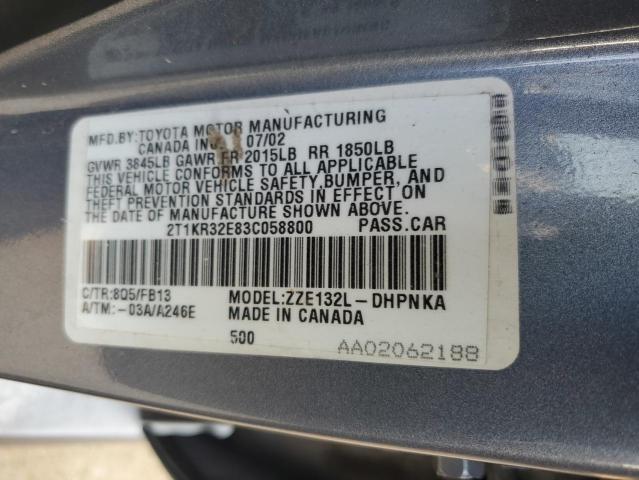 MFD.BY:TOYOTA MOTOR MANUFACTURING
CANADA INC. 07/02
GVWR 3845LB GAWR FR 2015LB RR 1850LB
THIS VEHICLE CONFORMS TO ALL APPLICABLE
FEDERAL MOTOR VEHICLE SAFETY,BUMPER, AND
THEFT PREVENTION STANDARDS IN EFFECT ON
THE DATE OF MANUFACTURE SHOWN ABOVE.
2T1KR32E83C058800 PASS.CAR
C/TR:8Q5/FB13 MODEL:ZZE132L-DHPNKA
A/TM:-03A/A246E MADE IN CANADA
500
AA02062188